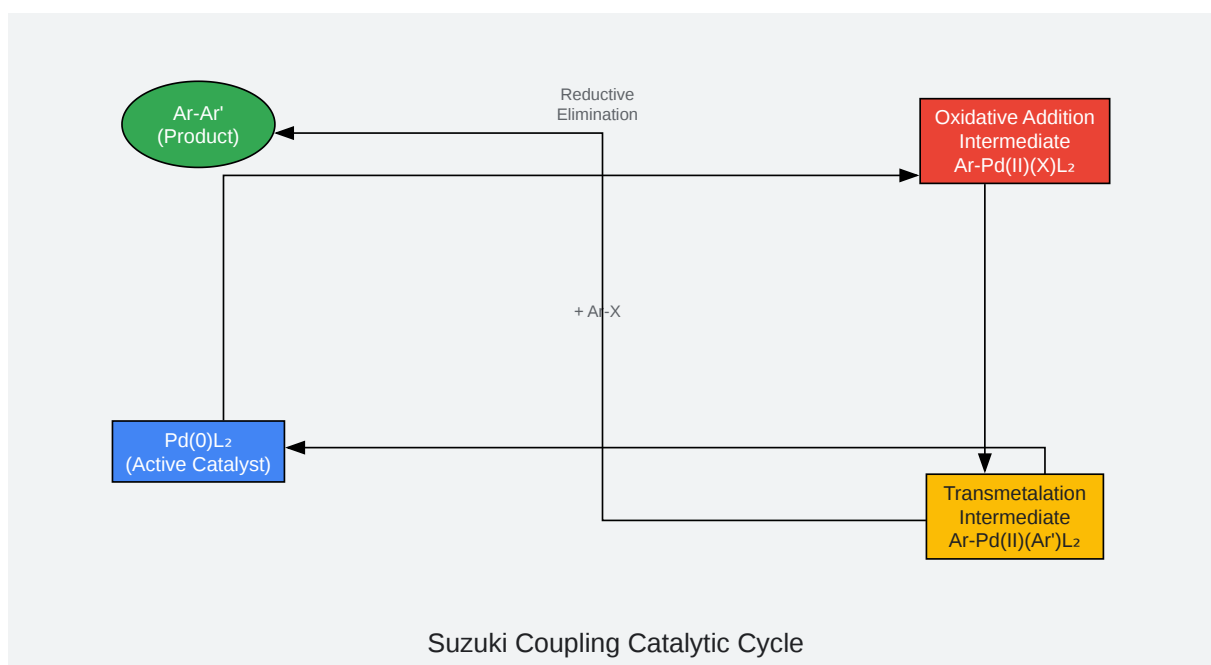 Ar-Ar'
(Product)
Reductive
Elimination
Oxidative Addition
Intermediate
Ar-Pd(II)(X)L₂
+ Ar-X
Pd(0)L₂
(Active Catalyst)
Transmetalation
Intermediate
Ar-Pd(II)(Ar')L₂
Suzuki Coupling Catalytic Cycle